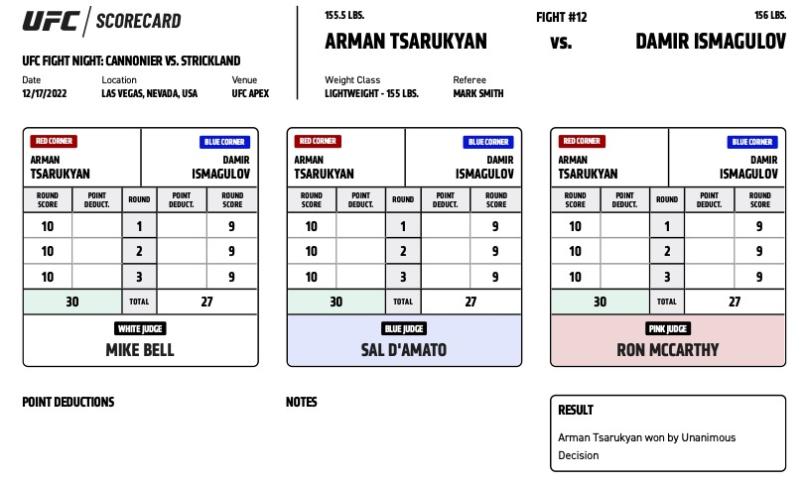 UFC / SCORECARD
UFC FIGHT NIGHT: CANNONIER VS. STRICKLAND
Date Location Venue
12/17/2022 LAS VEGAS, NEVADA, USA UFC APEX
155.5 LBS. FIGHT #12 156 LBS.
ARMAN TSARUKYAN VS. DAMIR ISMAGULOV
Weight Class Referee
LIGHTWEIGHT - 155 LBS. MARK SMITH
RED CORNER BLUE CORNER
ARMAN DAMIR
TSARUKYAN ISMAGULOV
ROUND POINT ROUND POINT ROUND
SCORE DEDUCT. DEDUCT. SCORE
10 1 9
10 2 9
10 3 9
30 TOTAL 27
WHITE JUDGE
MIKE BELL
RED CORNER BLUE CORNER
ARMAN DAMIR
TSARUKYAN ISMAGULOV
ROUND POINT ROUND POINT ROUND
SCORE DEDUCT. DEDUCT. SCORE
10 1 9
10 2 9
10 3 9
30 TOTAL 27
BLUE JUDGE
SAL D'AMATO
RED CORNER BLUE CORNER
ARMAN DAMIR
TSARUKYAN ISMAGULOV
ROUND POINT ROUND POINT ROUND
SCORE DEDUCT. DEDUCT. SCORE
10 1 9
10 2 9
10 3 9
30 TOTAL 27
PINK JUDGE
RON MCCARTHY
POINT DEDUCTIONS
NOTES
RESULT
Arman Tsarukyan won by Unanimous
Decision